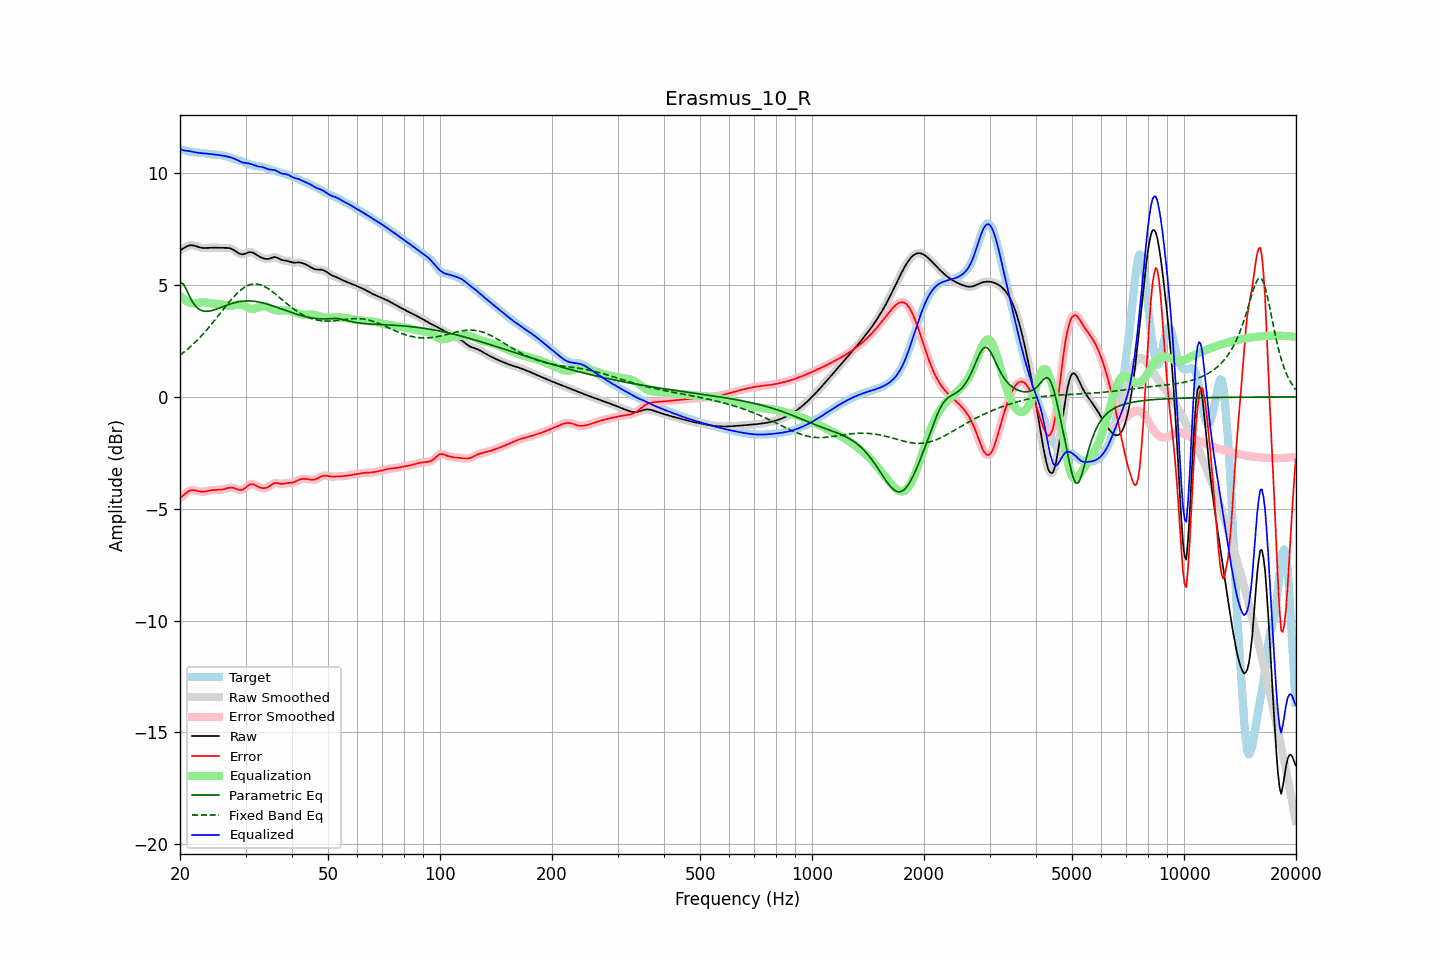 Erasmus_10_R
Amplitude (dBr)
10
5
0
−5
−10
−15
−20
Target
Raw Smoothed
Error Smoothed
Raw
Error
Equalization
Parametric Eq
Fixed Band Eq
Equalized
20 50 100 200 500 1000 2000 5000 10000 20000
Frequency (Hz)